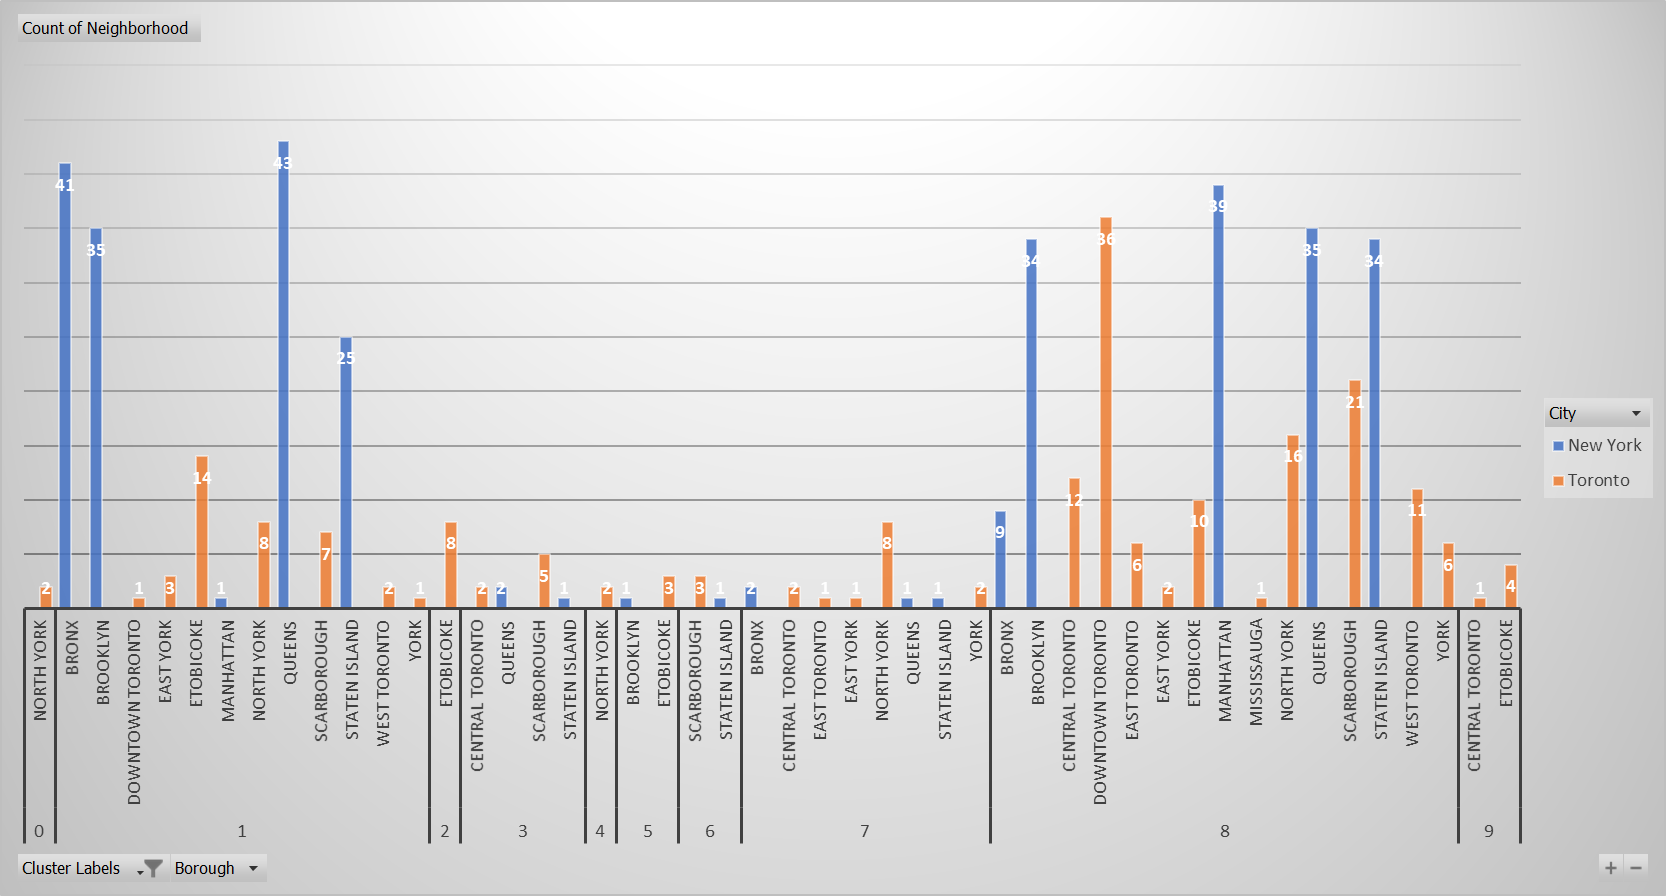 Count of Neighborhood
2
41
35
1
3
14
1
8
43
7
25
2
1
8
2
2
5
1
2
1
3
3
1
2
2
1
1
8
1
1
2
9
34
12
36
6
2
10
39
1
16
35
21
34
11
6
1
4
City
New York
Toronto
NORTH YORK
BRONX
BROOKLYN
DOWNTOWN TORONTO
EAST YORK
ETOBICOKE
MANHATTAN
NORTH YORK
QUEENS
SCARBOROUGH
STATEN ISLAND
WEST TORONTO
YORK
ETOBICOKE
CENTRAL TORONTO
QUEENS
SCARBOROUGH
STATEN ISLAND
NORTH YORK
BROOKLYN
ETOBICOKE
SCARBOROUGH
STATEN ISLAND
BRONX
CENTRAL TORONTO
EAST TORONTO
EAST YORK
NORTH YORK
QUEENS
STATEN ISLAND
YORK
BRONX
BROOKLYN
CENTRAL TORONTO
DOWNTOWN TORONTO
EAST TORONTO
EAST YORK
ETOBICOKE
MANHATTAN
MISSISSAUGA
NORTH YORK
QUEENS
SCARBOROUGH
STATEN ISLAND
WEST TORONTO
YORK
CENTRAL TORONTO
ETOBICOKE
0 1 2 3 4 5 6 7 8 9
Cluster Labels Borough
+ −